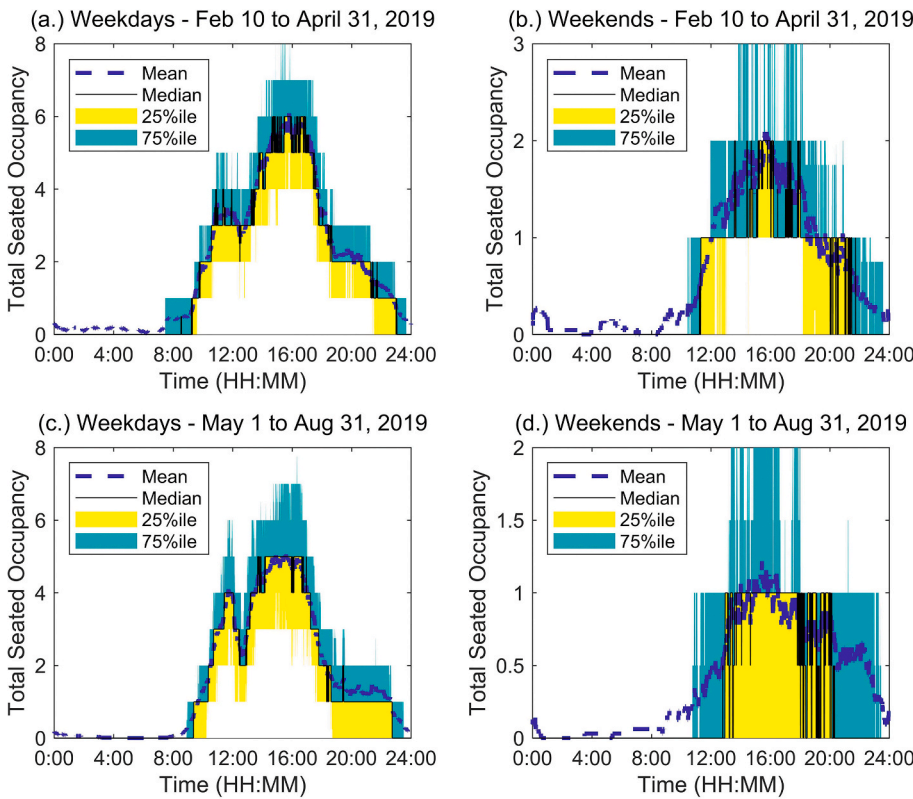 (a.) Weekdays - Feb 10 to April 31, 2019
8
6
4
2
0
Total Seated Occupancy
Mean
Median
25%ile
75%ile
0:00 4:00 8:00 12:00 16:00 20:00 24:00
Time (HH:MM)
(b.) Weekends - Feb 10 to April 31, 2019
3
2
1
0
Total Seated Occupancy
Mean
Median
25%ile
75%ile
0:00 4:00 8:00 12:00 16:00 20:00 24:00
Time (HH:MM)
(c.) Weekdays - May 1 to Aug 31, 2019
8
6
4
2
0
Total Seated Occupancy
Mean
Median
25%ile
75%ile
0:00 4:00 8:00 12:00 16:00 20:00 24:00
Time (HH:MM)
(d.) Weekends - May 1 to Aug 31, 2019
2
1.5
1
0.5
0
Total Seated Occupancy
Mean
Median
25%ile
75%ile
0:00 4:00 8:00 12:00 16:00 20:00 24:00
Time (HH:MM)